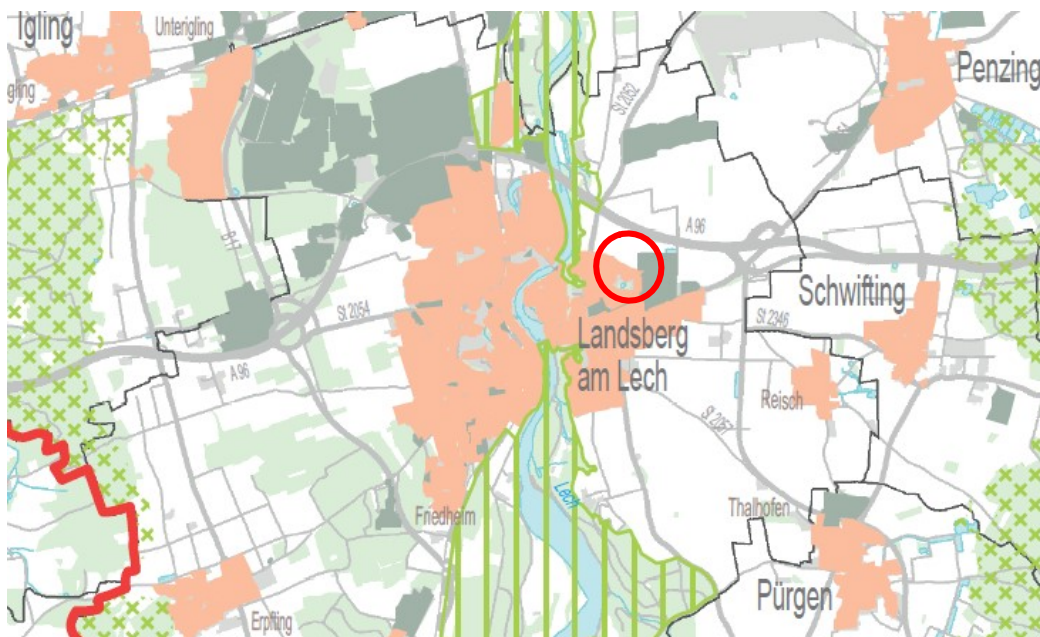 Igling
Unterigling
gling
Penzing
St 2052
A 96
B 17
St 2054
A 96
Schwifting
St 2346
Landsberg
am Lech
Reisch
St 2057
Lech
Friedheim
Thalhofen
Pürgen
Erpfting